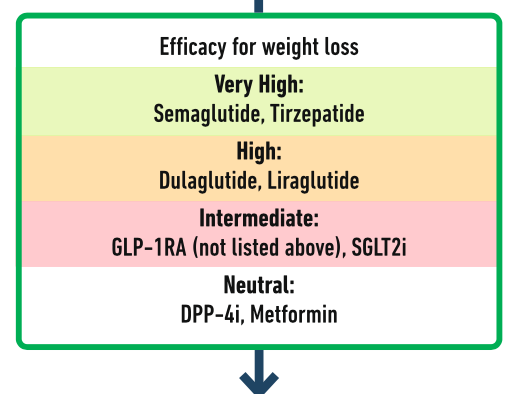 Efficacy for weight loss
Very High:
Semaglutide, Tirzepatide
High:
Dulaglutide, Liraglutide
Intermediate:
GLP-1RA (not listed above), SGLT2i
Neutral:
DPP-4i, Metformin